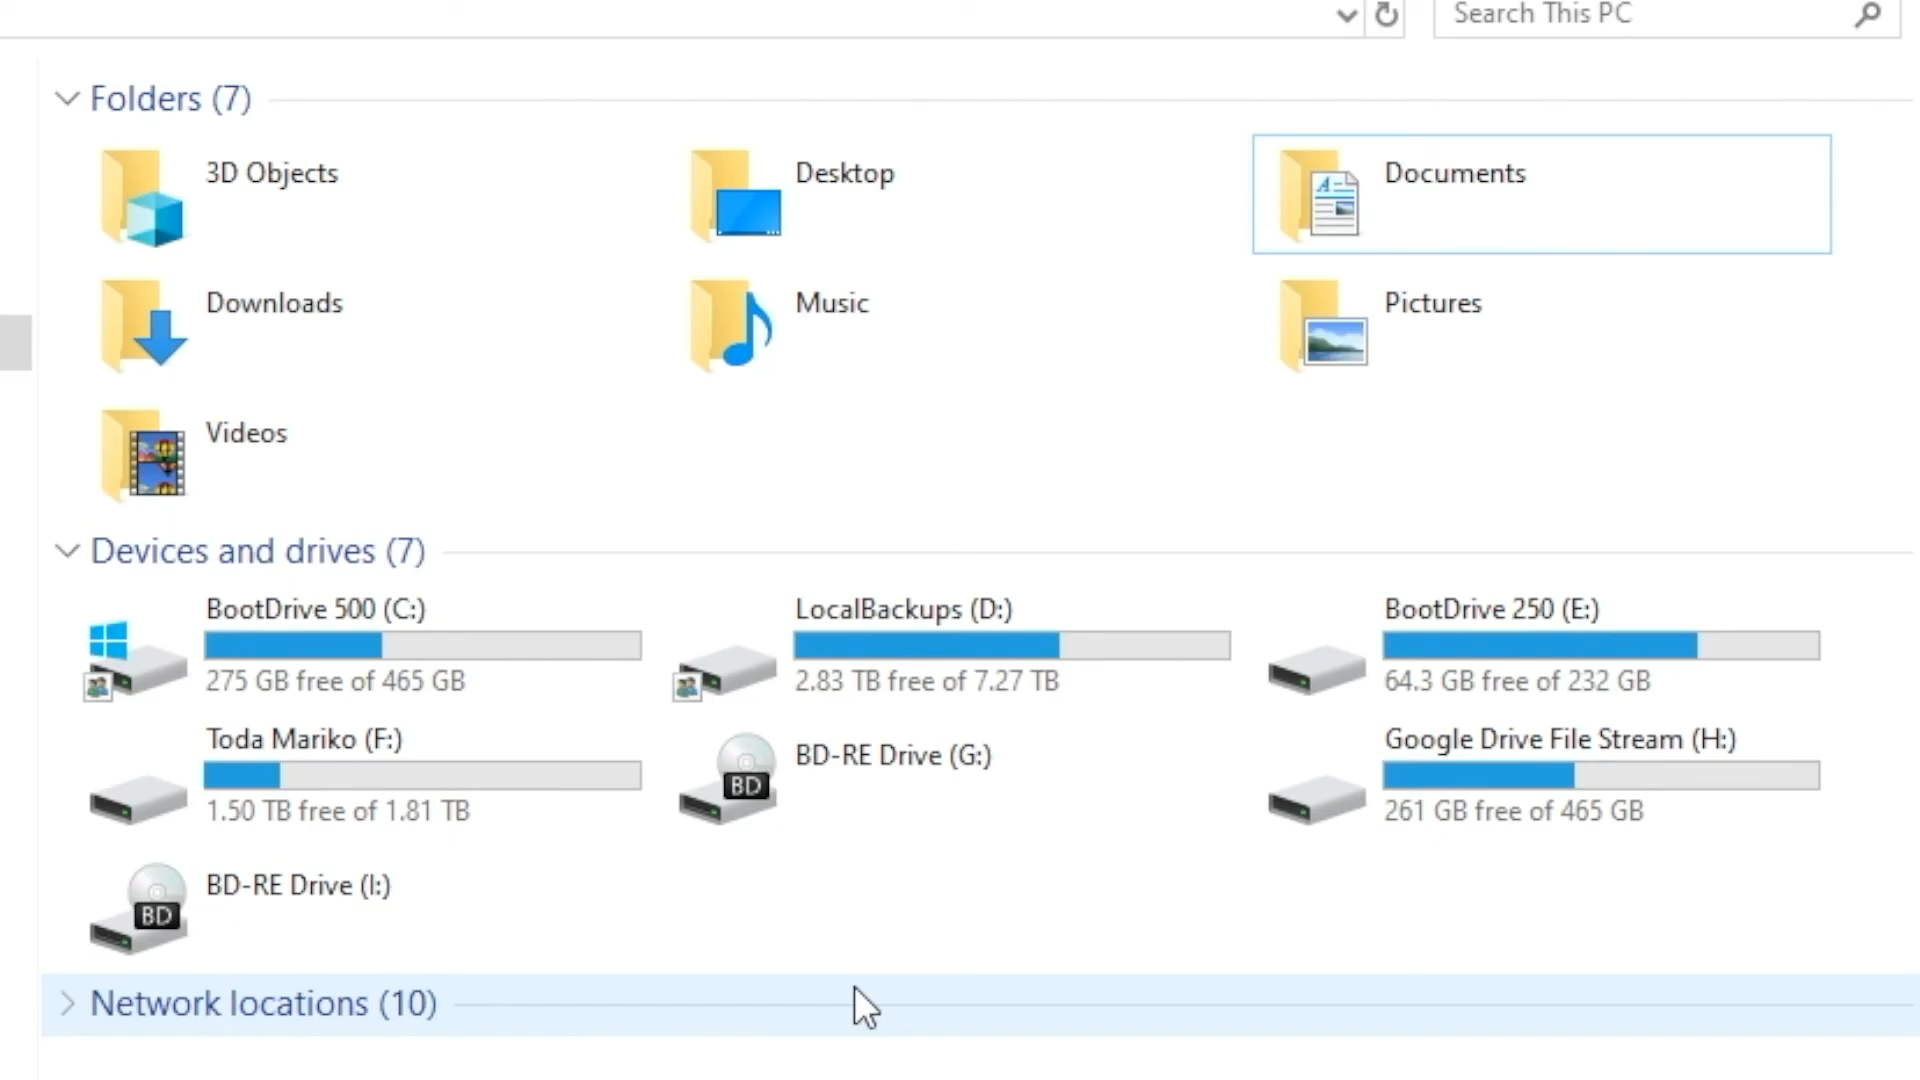 Search This PC
Folders (7)
3D Objects
Desktop
Documents
Downloads
Music
Pictures
Videos
Devices and drives (7)
BootDrive 500 (C:)
275 GB free of 465 GB
LocalBackups (D:)
2.83 TB free of 7.27 TB
BootDrive 250 (E:)
64.3 GB free of 232 GB
Toda Mariko (F:)
1.50 TB free of 1.81 TB
BD
BD-RE Drive (G:)
Google Drive File Stream (H:)
261 GB free of 465 GB
BD
BD-RE Drive (I:)
Network locations (10)